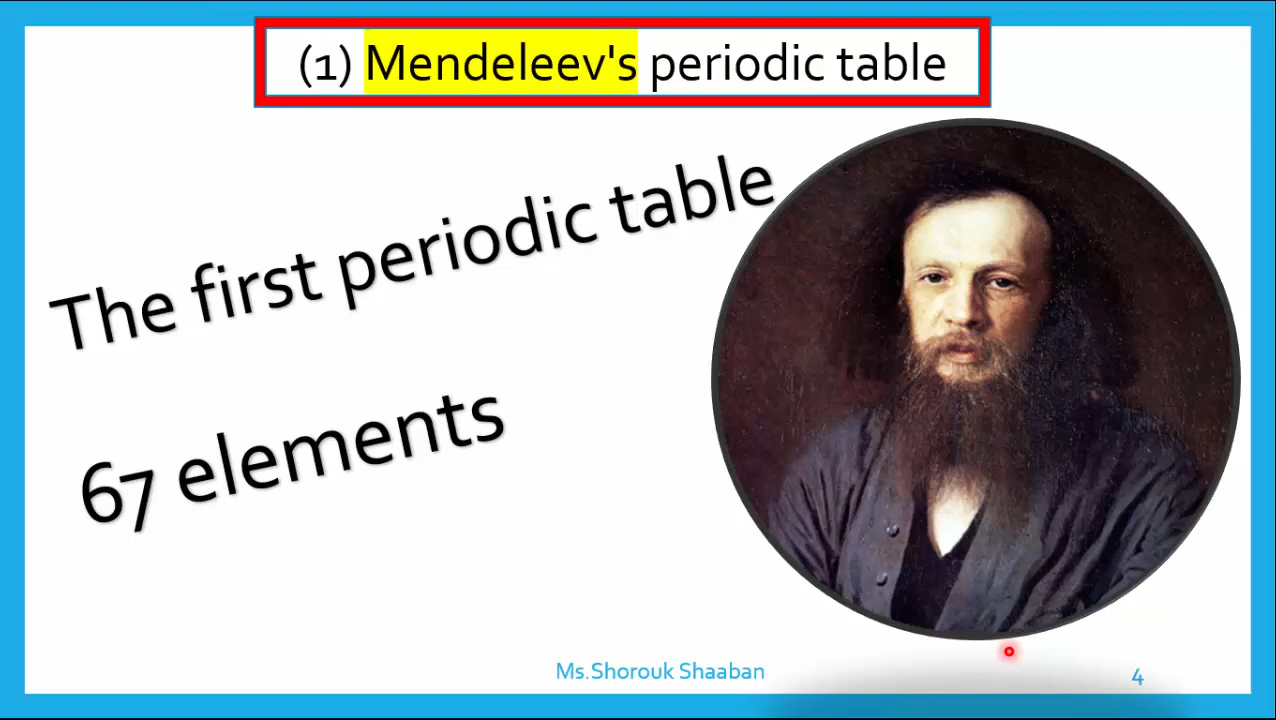 (1) Mendeleev's periodic table
The first periodic table
67 elements
Ms.Shorouk Shaaban
4